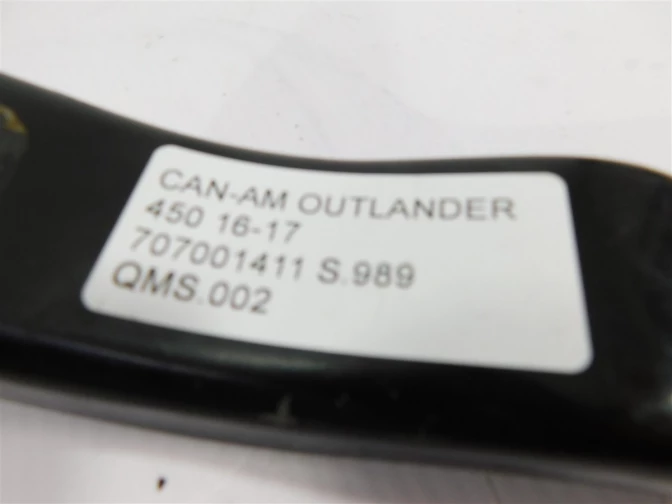 CAN-AM OUTLANDER
450 16-17
707001411 S.989
QMS.002